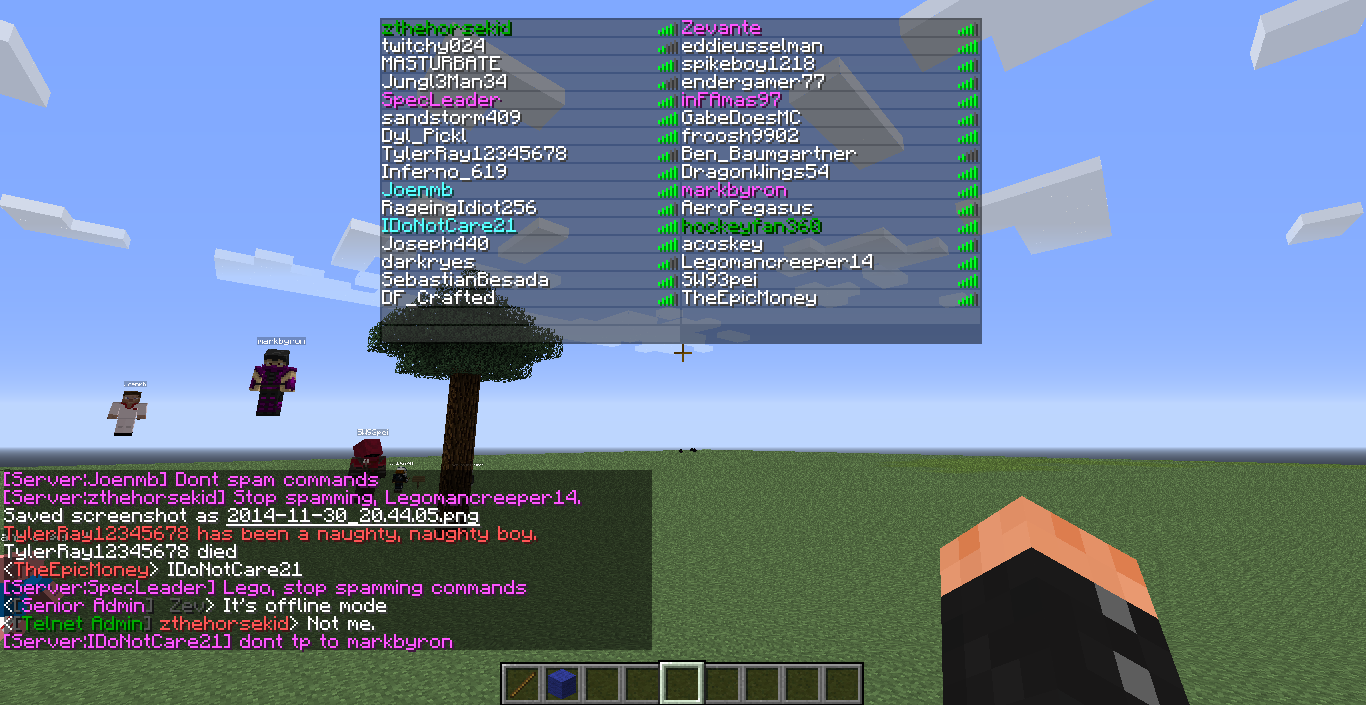 zthehorsekid Zevante
twitchy024 eddieusselman
MASTURBATE spikeboy1218
Jungl3Man34 endergamer77
SpecLeader inFAmas97
sandstorm409 GabeDoesMC
Dyl_Pickl froosh9902
TylerRay12345678 Ben_Baumgartner
Inferno_619 DragonWings54
Joenmb markbyron
RageingIdiot256 AeroPegasus
IDoNotCare21 hockeyfan360
Joseph440 acoskey
darkryes Legomancreeper14
SebastianBesada SW93pei
DF_Crafted TheEpicMoney
markbyron
Joenmb
SW93pei
[Server:Joenmb] Dont spam commands
[Server:zthehorsekid] Stop spamming, Legomancreeper14.
Saved screenshot as 2014-11-30_20.44.05.png
TylerRay12345678 has been a naughty, naughty boy.
TylerRay12345678 died
<TheEpicMoney> IDoNotCare21
[Server:SpecLeader] Lego, stop spamming commands
<[Senior Admin] Zev> It's offline mode
<[Telnet Admin] zthehorsekid> Not me.
[Server:IDoNotCare21] dont tp to markbyron